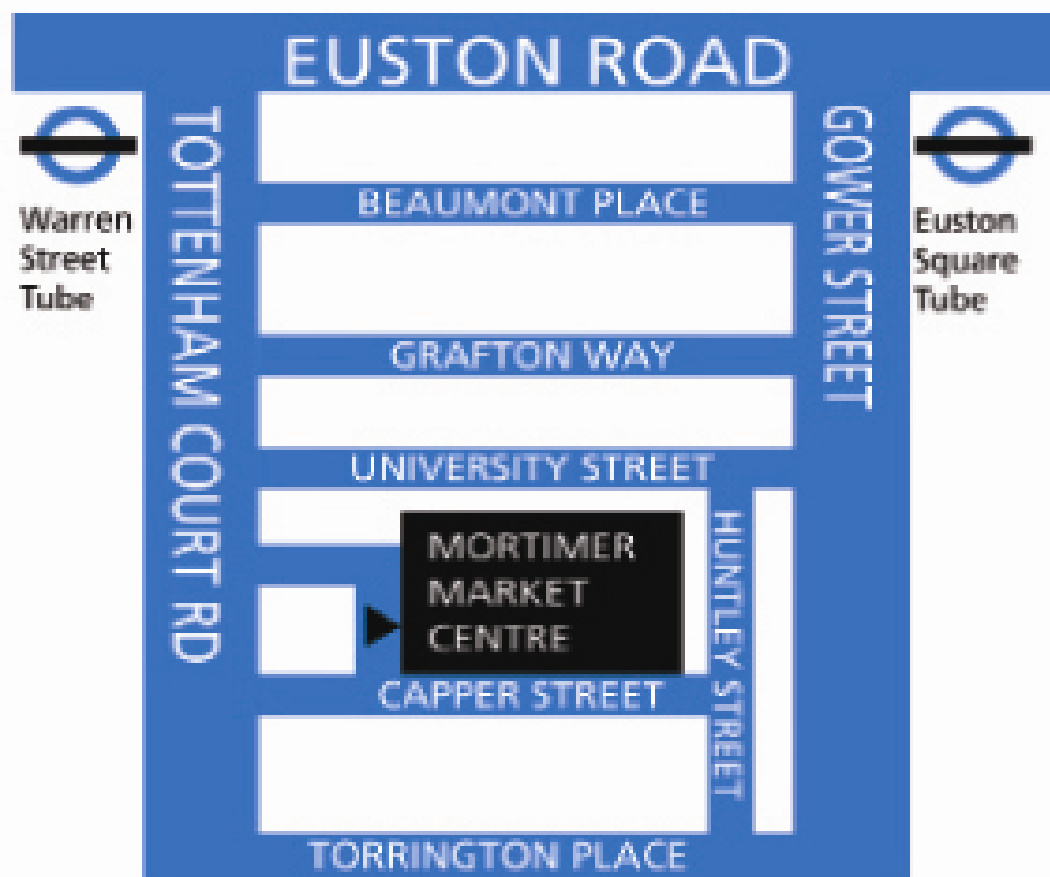 EUSTON ROAD
Warren
Street
Tube
TOTTENHAM COURT RD
BEAUMONT PLACE
GOWER STREET
Euston
Square
Tube
GRAFTON WAY
UNIVERSITY STREET
MORTIMER
MARKET
CENTRE
HUNTLEY STREET
CAPPER STREET
TORRINGTON PLACE